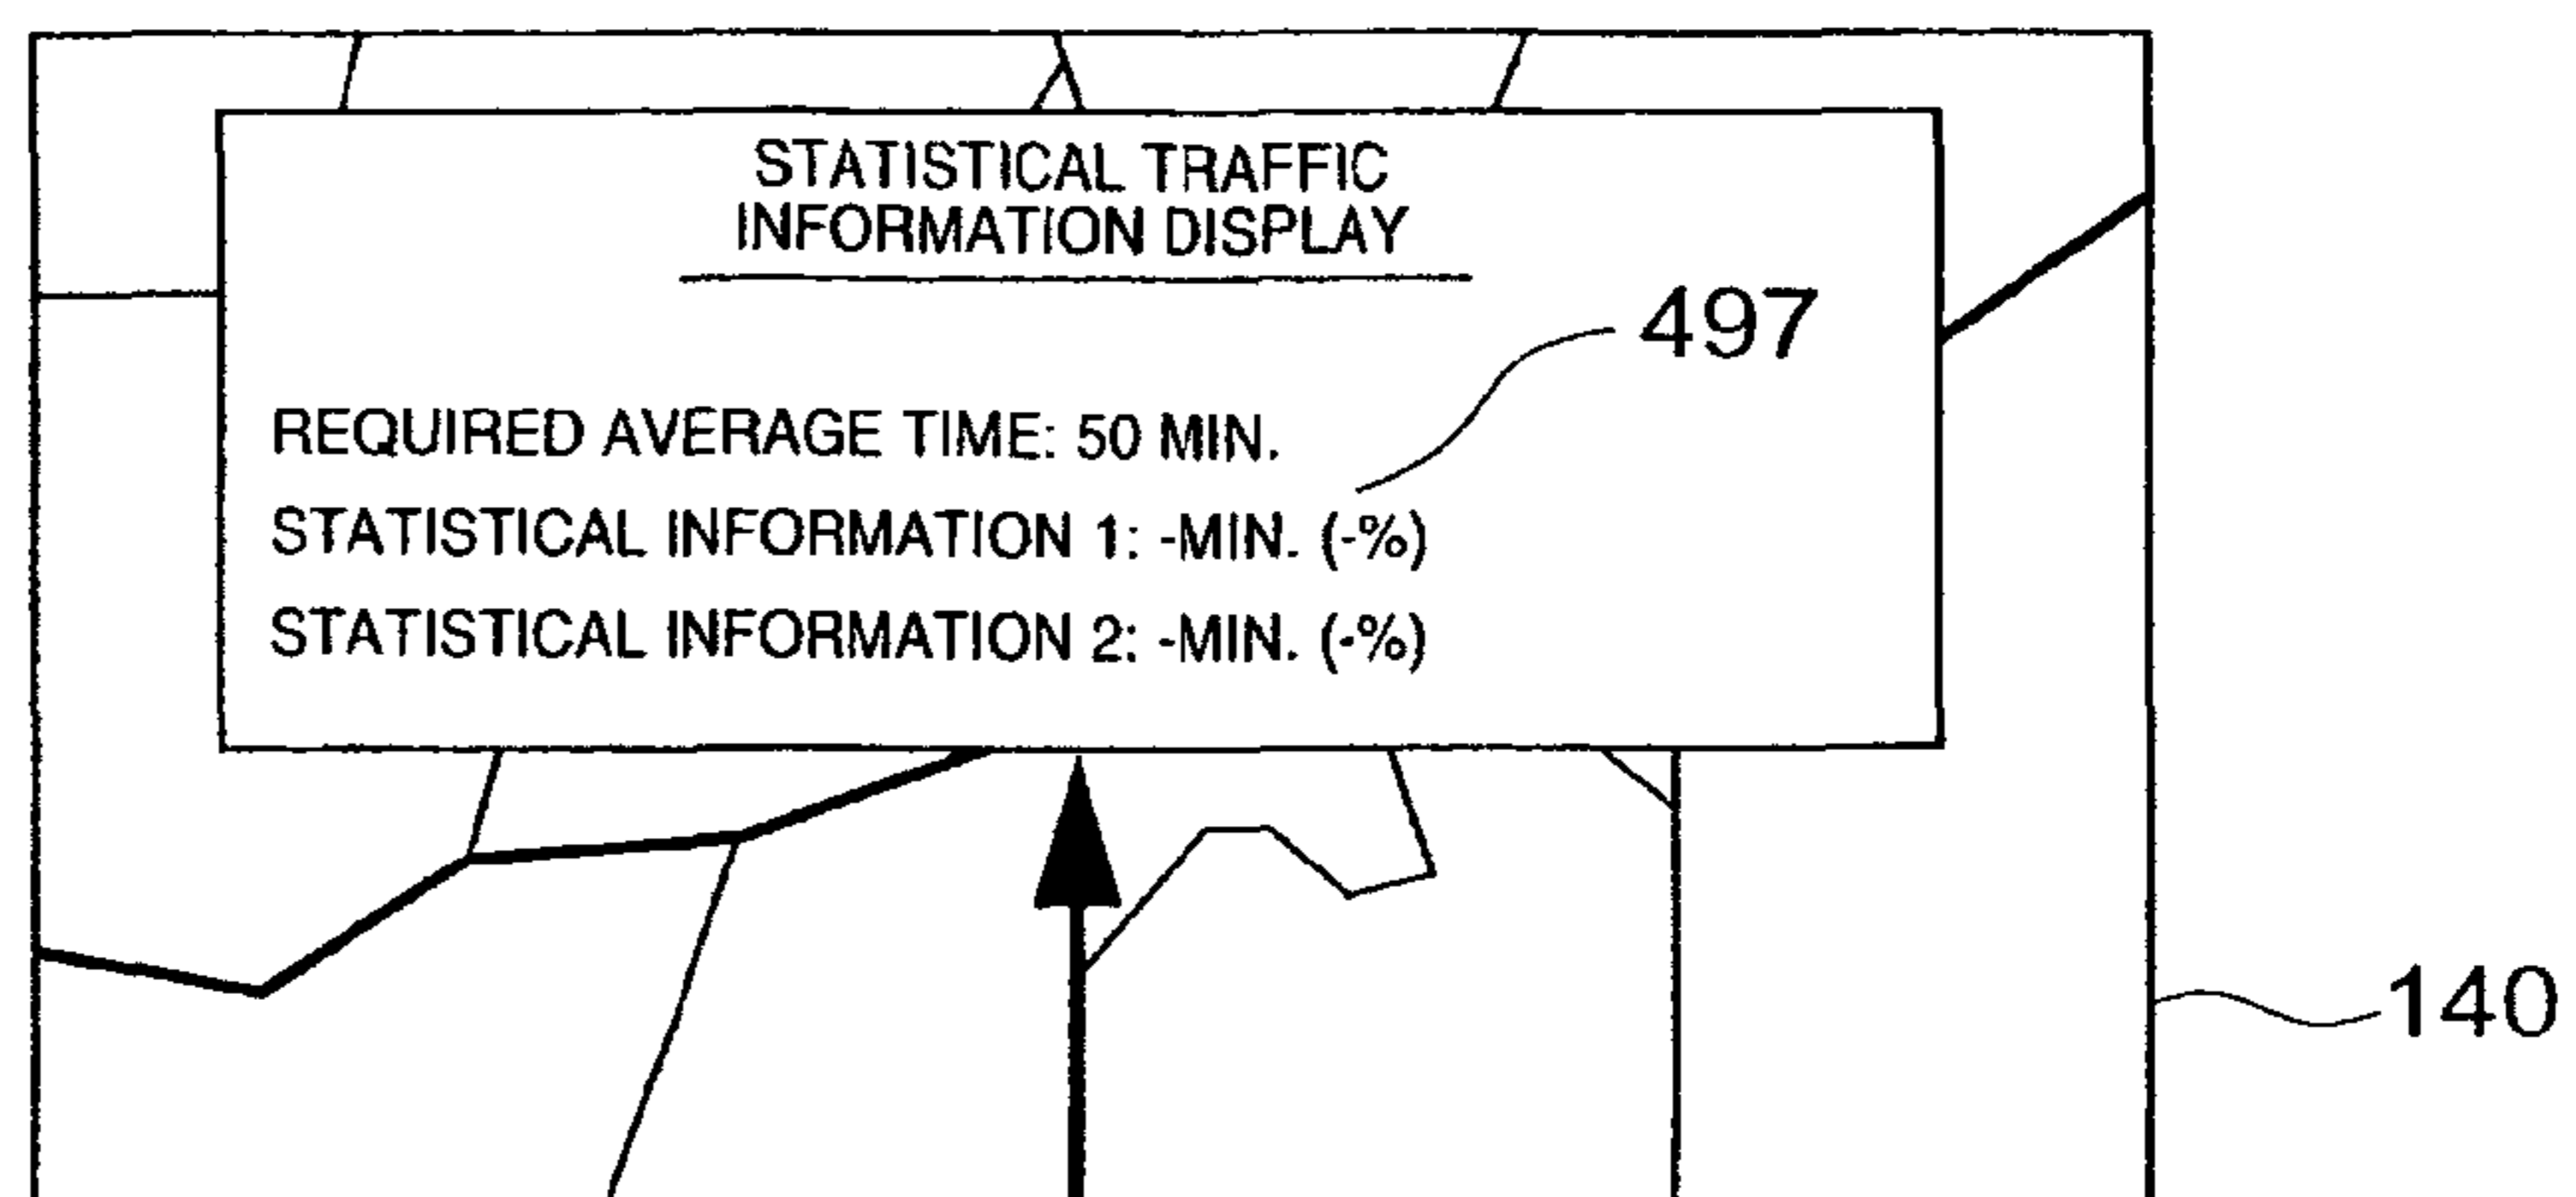 STATISTICAL TRAFFIC
INFORMATION DISPLAY
497
REQUIRED AVERAGE TIME: 50 MIN.
STATISTICAL INFORMATION 1: -MIN. (-%)
STATISTICAL INFORMATION 2: -MIN. (-%)
140